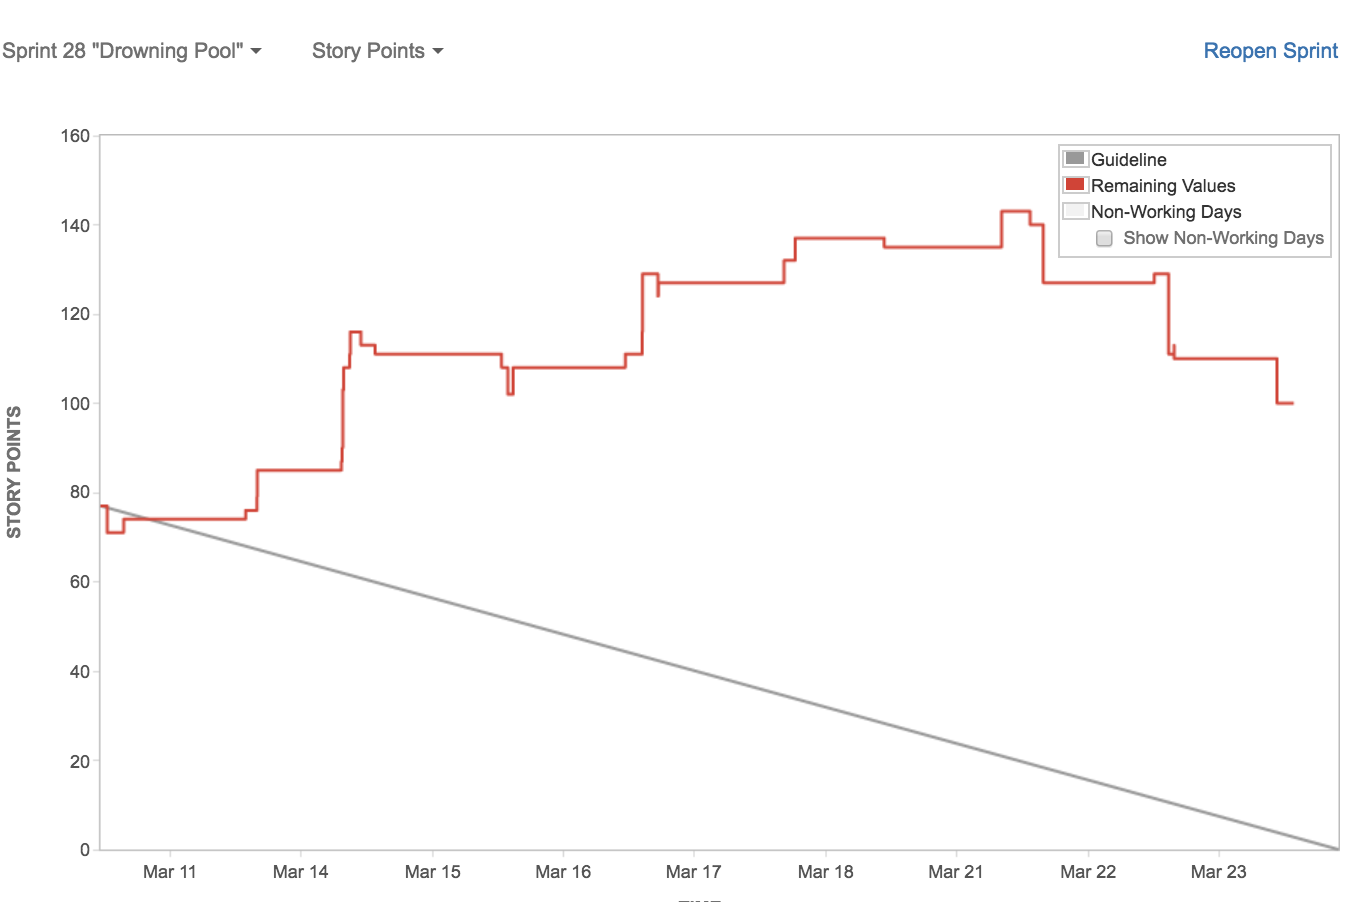 Sprint 28 "Drowning Pool" Story Points Reopen Sprint
160
140
120
100
80
60
40
20
0
STORY POINTS
Guideline
Remaining Values
Non-Working Days
Show Non-Working Days
Mar 11 Mar 14 Mar 15 Mar 16 Mar 17 Mar 18 Mar 21 Mar 22 Mar 23